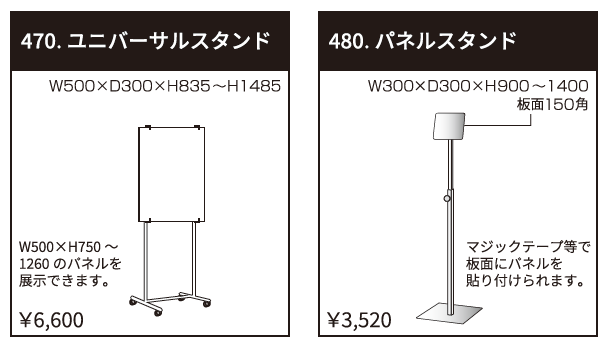 470. ユニバーサルスタンド
W500×D300×H835～H1485
W500×H750 ～
1260 のパネルを
展示できます。
￥6,600
480. パネルスタンド
W300×D300×H900～1400
板面150角
マジックテープ等で
板面にパネルを
貼り付けられます。
￥3,520